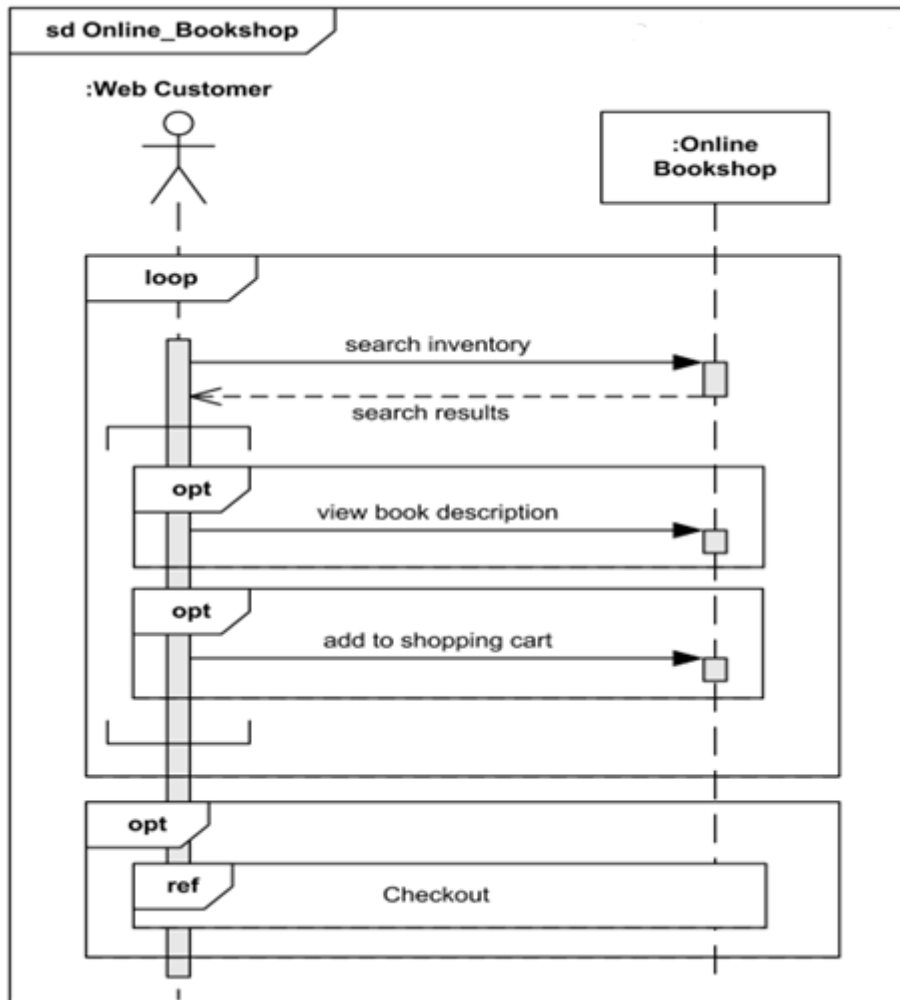 sd Online_Bookshop
:Web Customer
:Online
Bookshop
loop
search inventory
search results
opt
view book description
opt
add to shopping cart
opt
ref
Checkout